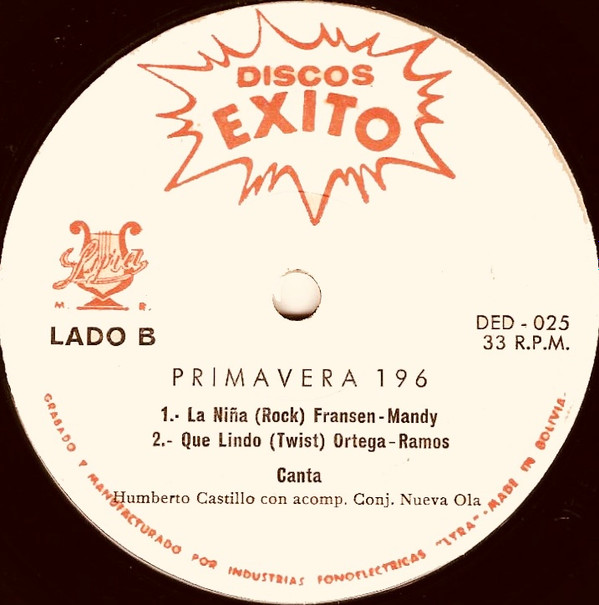 DISCOS
EXITO
Lyra
M. R.
LADO B
DED - 025
33 R.P.M.
PRIMAVERA 196
1.- La Niña (Rock) Fransen-Mandy
2.- Que Lindo (Twist) Ortega-Ramos
Canta
Humberto Castillo con acomp. Conj. Nueva Ola
GRABADO Y MANUFACTURADO POR INDUSTRIAS FONOELECTRICAS "LYRA" - MADE IN BOLIVIA-